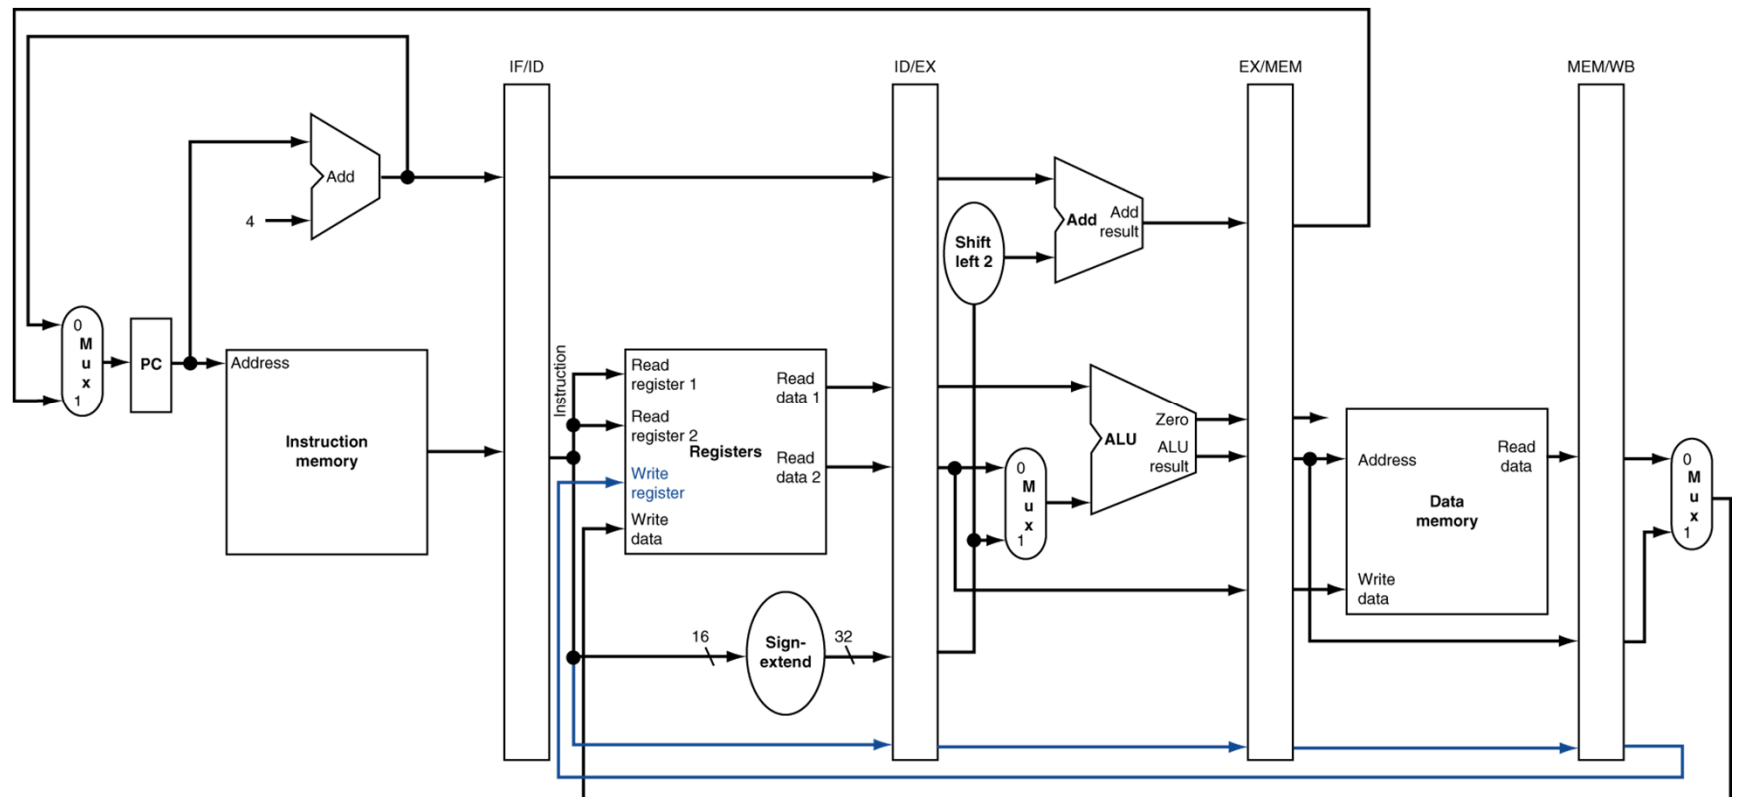 IF/ID
ID/EX
EX/MEM
MEM/WB
Add
4
Add
Add
result
Shift
left 2
0
M
u
x
1
PC
Address
Instruction
memory
Instruction
Read
register 1
Read
register 2
Write
register
Write
data
Registers
Read
data 1
Read
data 2
16
Sign-
extend
32
0
M
u
x
1
ALU
Zero
ALU
result
Address
Read
data
Data
memory
Write
data
0
M
u
x
1